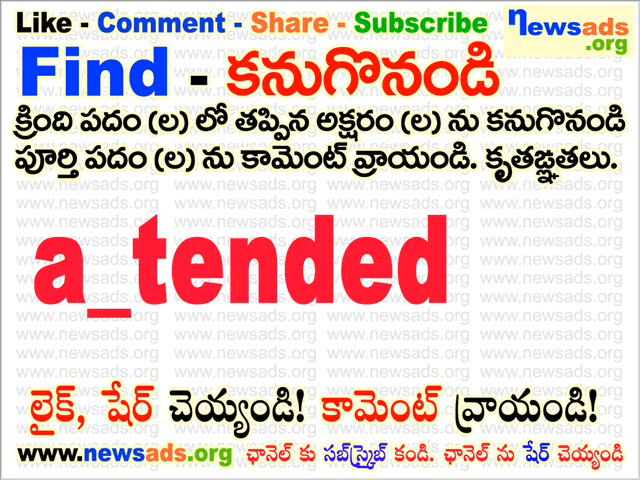 Like - Comment - Share - Subscribe
newsads
.org
Find - కనుగొనండి
క్రింది పదం (ల) లో తప్పిన అక్షరం (ల) ను కనుగొనండి
పూర్తి పదం (ల) ను కామెంట్ వ్రాయండి. కృతఙ్ఞతలు.
a_tended
లైక్, షేర్ చెయ్యండి! కామెంట్ వ్రాయండి!
www.newsads.org ఛానెల్ కు సబ్‌స్క్రైబ్ కండి. ఛానెల్ ను షేర్ చెయ్యండి